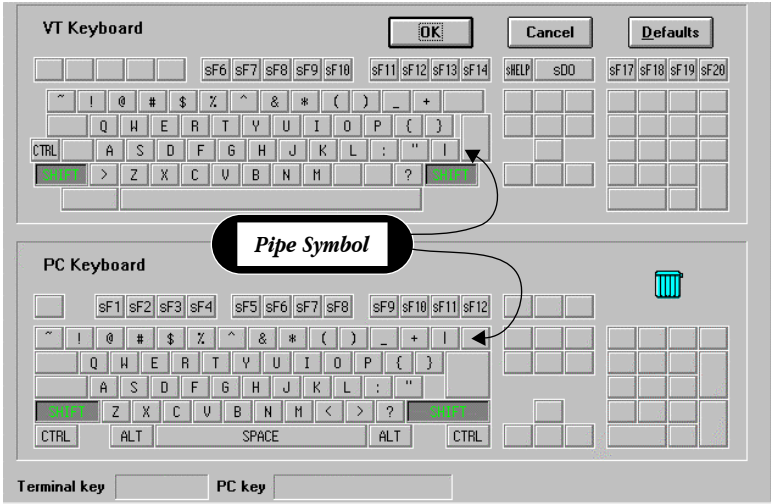 VT Keyboard OK Cancel Defaults
sF6 sF7 sF8 sF9 sF10 sF11 sF12 sF13 sF14 sHELP sDO sF17 sF18 sF19 sF20
~ ! @ # $ % ^ & * ( ) _ +
Q W E R T Y U I O P { }
CTRL A S D F G H J K L : " |
SHIFT > Z X C V B N M ? SHIFT
Pipe Symbol
PC Keyboard
sF1 sF2 sF3 sF4 sF5 sF6 sF7 sF8 sF9 sF10 sF11 sF12
~ ! @ # $ % ^ & * ( ) _ + |
Q W E R T Y U I O P { }
A S D F G H J K L : "
SHIFT Z X C V B N M < > ? SHIFT
CTRL ALT SPACE ALT CTRL
Terminal key PC key